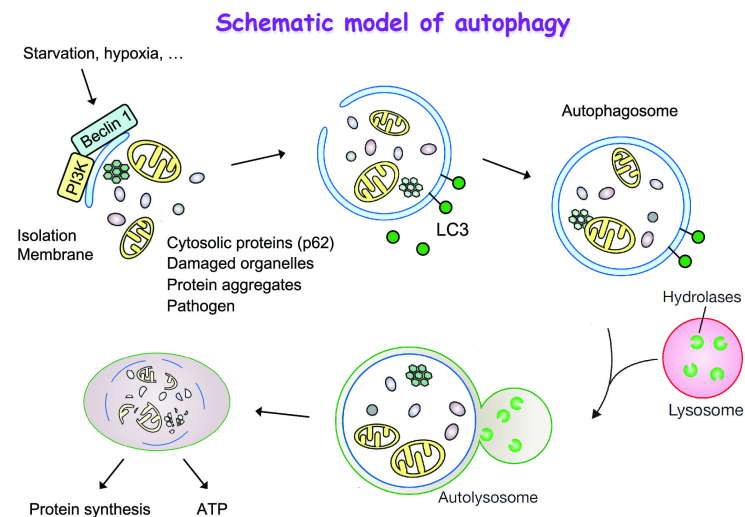 Schematic model of autophagy
Starvation, hypoxia, …
Beclin 1
PI3K
Isolation
Membrane
Cytosolic proteins (p62)
Damaged organelles
Protein aggregates
Pathogen
LC3
Autophagosome
Hydrolases
Lysosome
Autolysosome
Protein synthesis
ATP